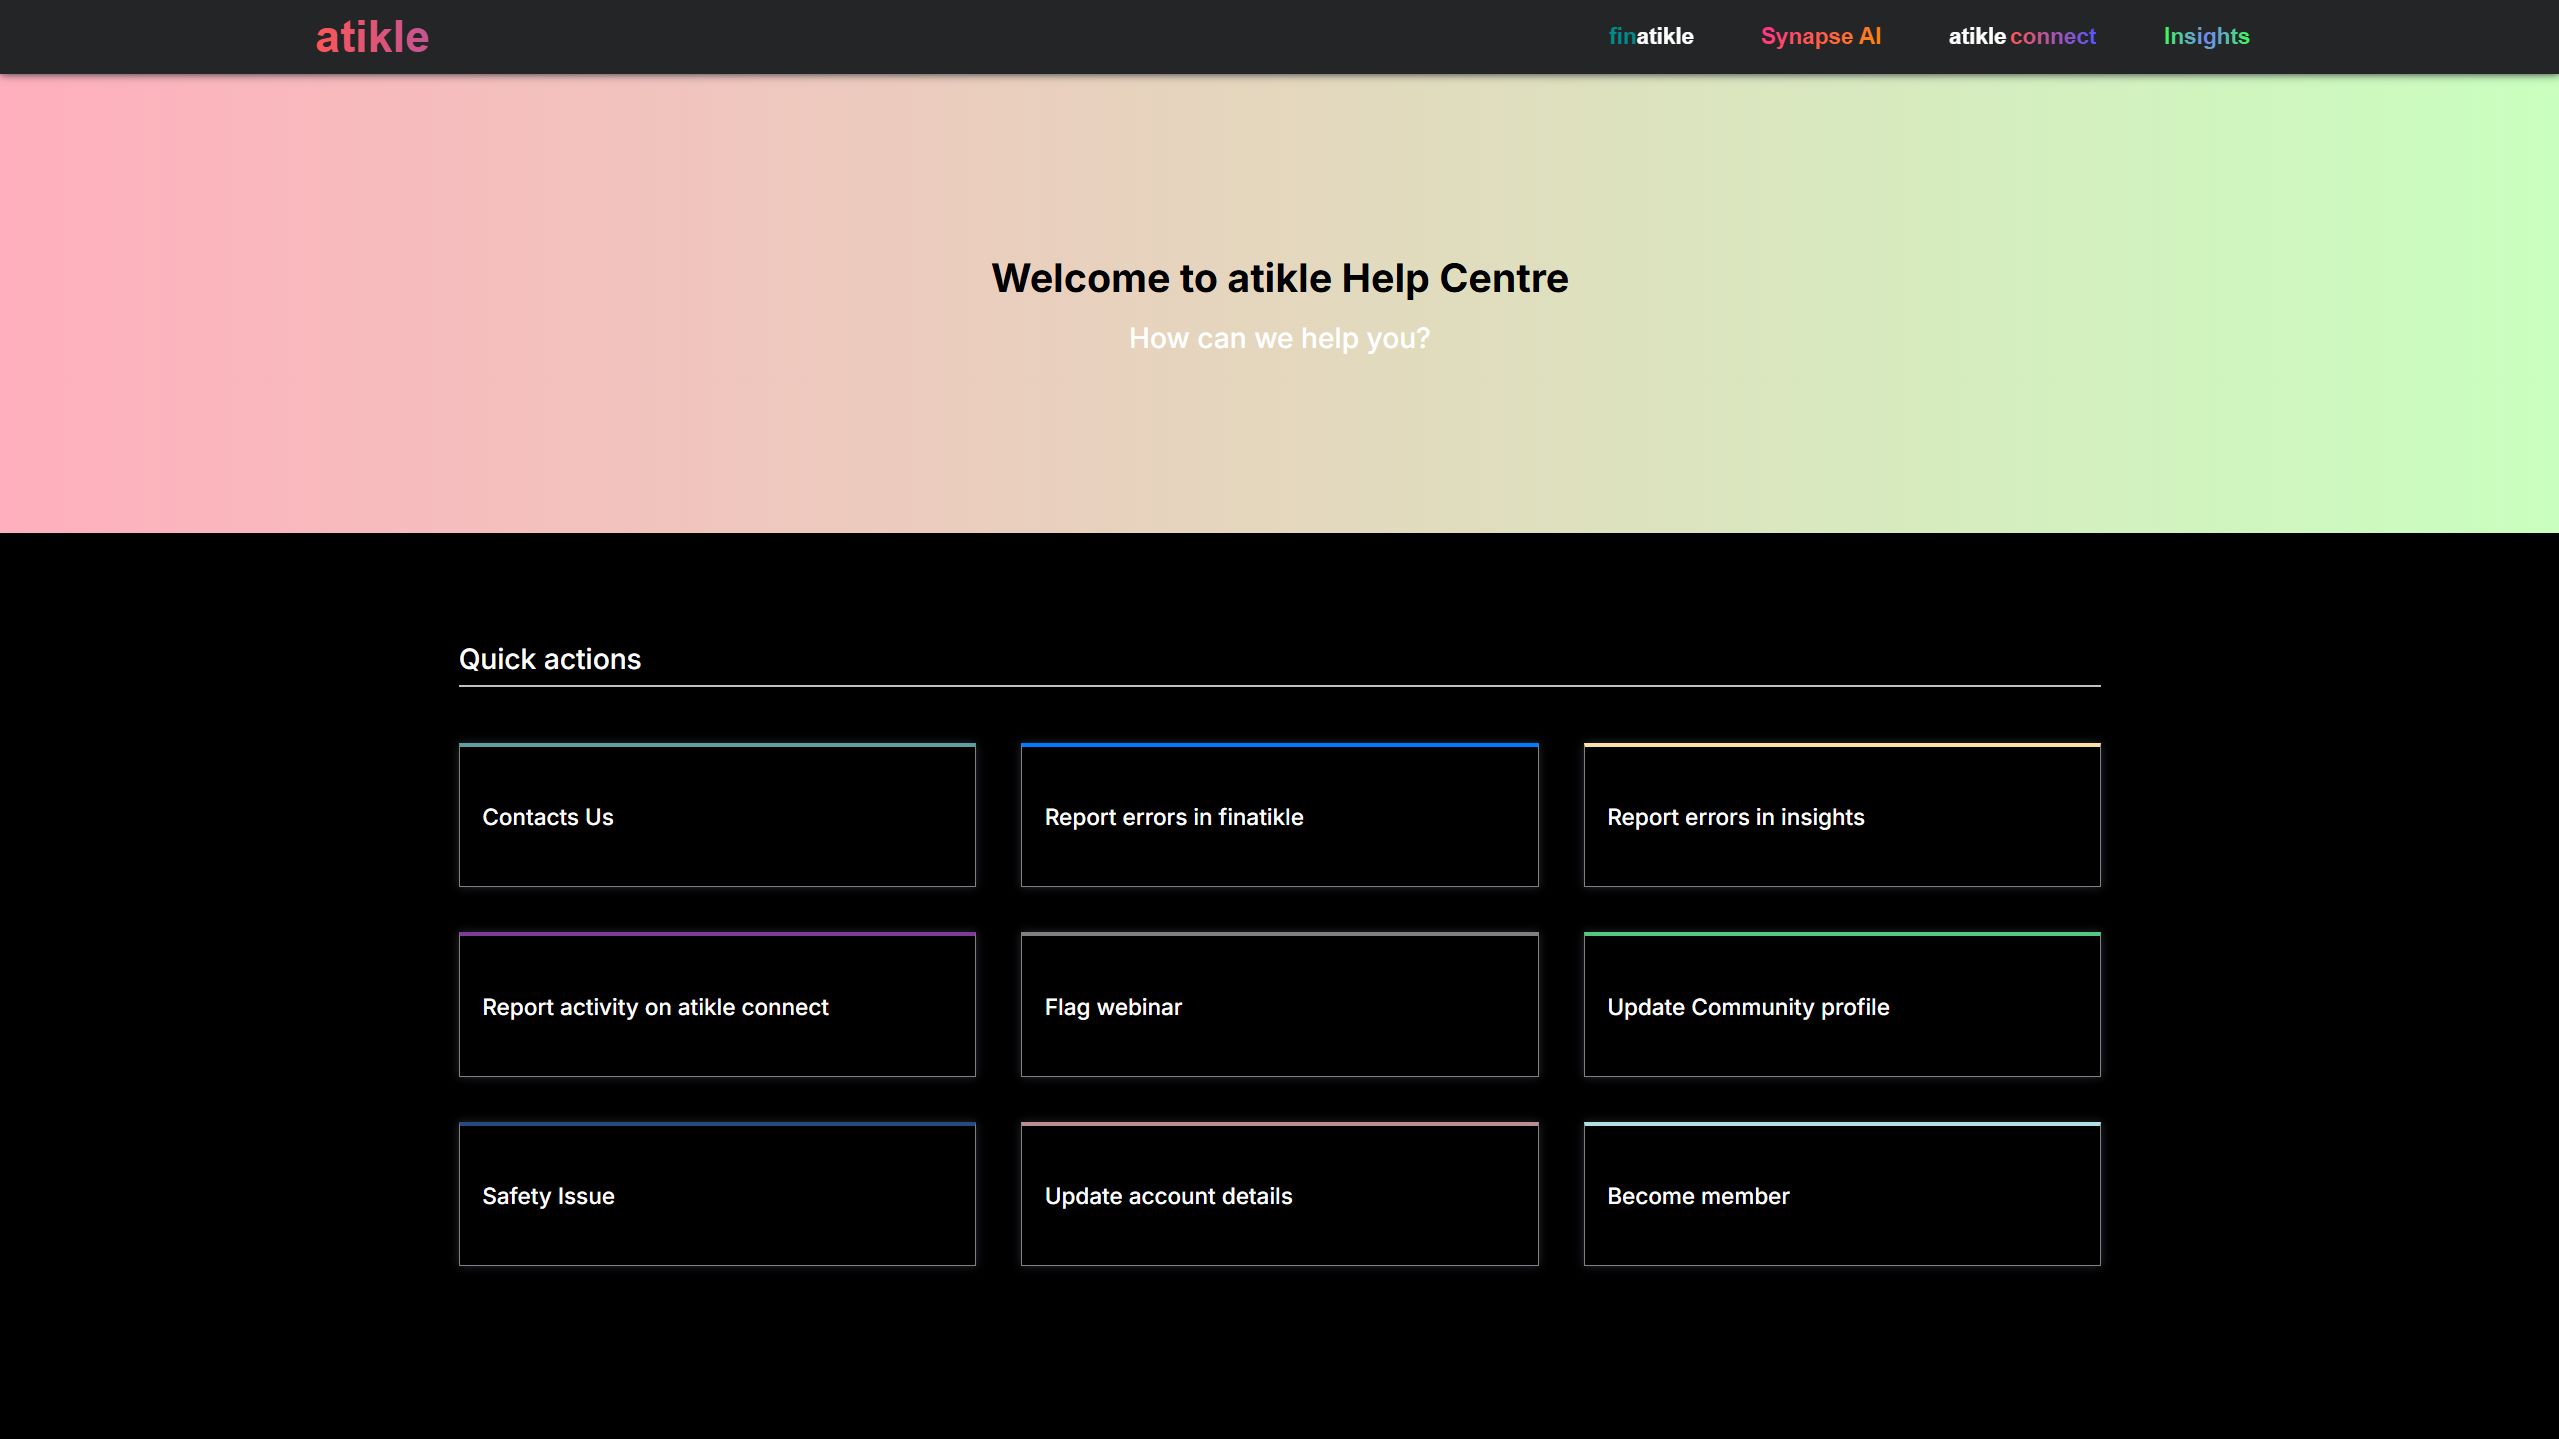 atikle
finatikle
Synapse AI
atikle connect
Insights
Welcome to atikle Help Centre
How can we help you?
Quick actions
Contacts Us
Report errors in finatikle
Report errors in insights
Report activity on atikle connect
Flag webinar
Update Community profile
Safety Issue
Update account details
Become member